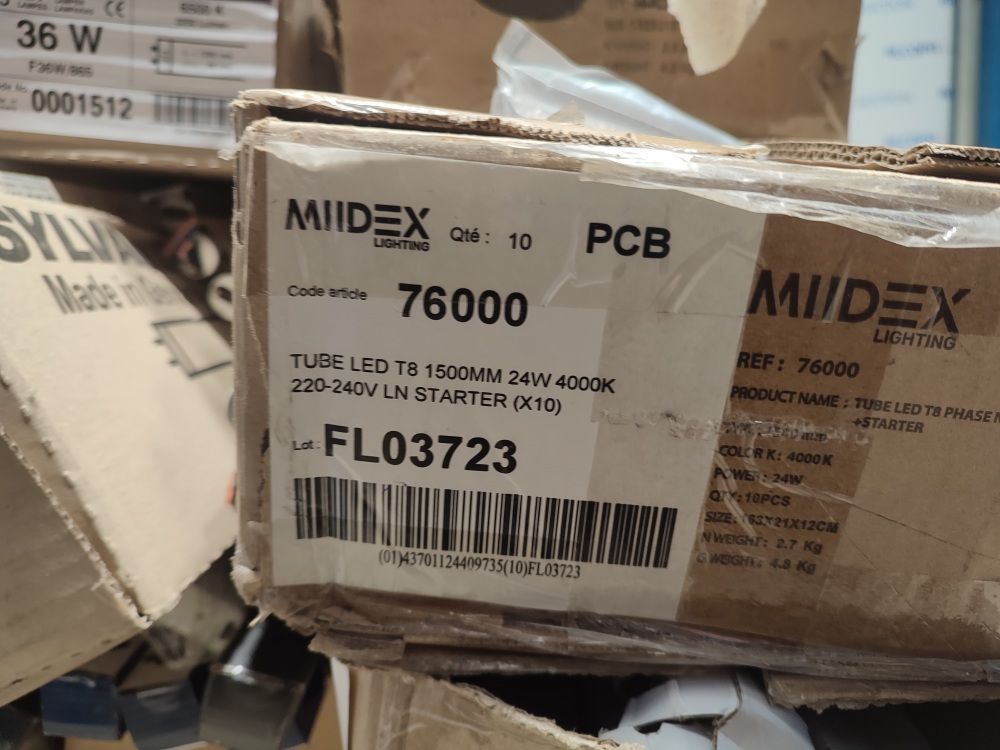 36 W
F36W/865
0001512
6500 K
SYLVA
Made in
MIIDEX
LIGHTING
Qté : 10
PCB
Code article 76000
TUBE LED T8 1500MM 24W 4000K
220-240V LN STARTER (X10)
Lot : FL03723
(01)43701124409735(10)FL03723
MIIDEX
LIGHTING
REF : 76000
PRODUCT NAME : TUBE LED T8 PHASE
+STARTER
COLOR K : 4000K
POWER : 24W
QTY : 10PCS
SIZE : 163X21X12CM
N WEIGHT : 2.7 Kg
G WEIGHT : 4.8 Kg